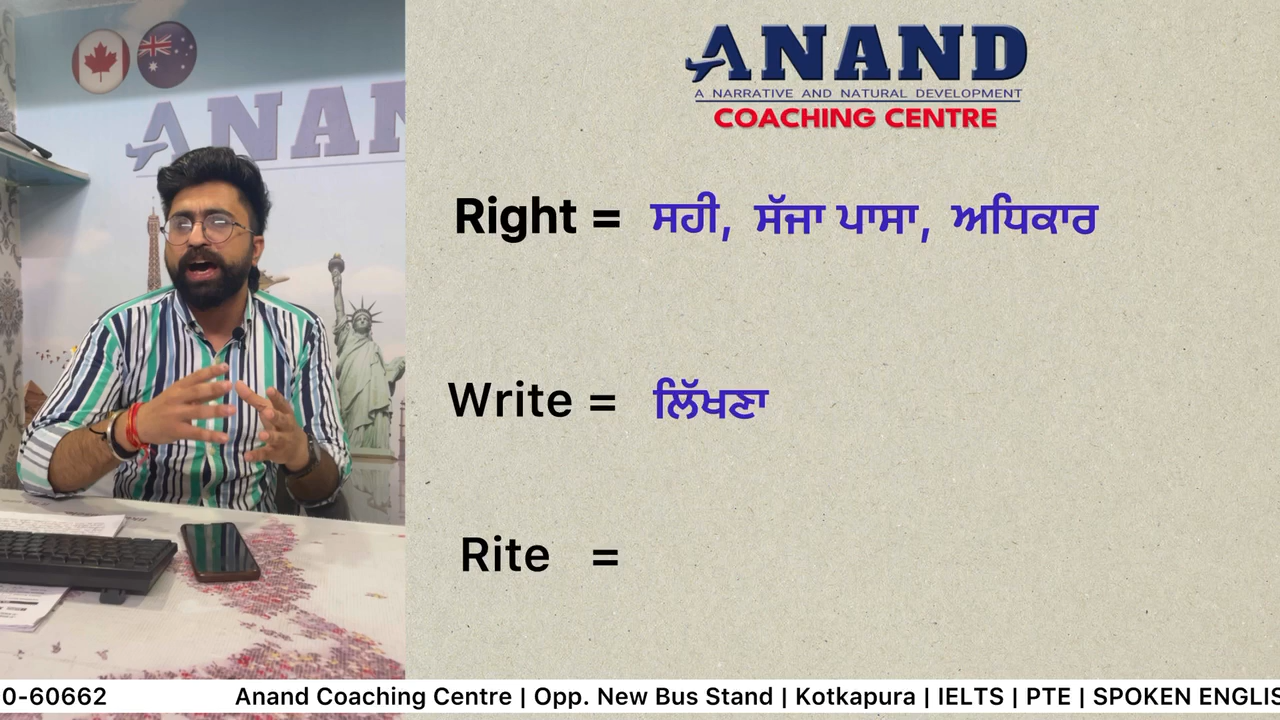 ANAND
A NARRATIVE AND NATURAL DEVELOPMENT
COACHING CENTRE
ANAN
Right = ਸਹੀ, ਸੱਜਾ ਪਾਸਾ, ਅਧਿਕਾਰ
Write = ਲਿੱਖਣਾ
Rite =
0-60662 Anand Coaching Centre | Opp. New Bus Stand | Kotkapura | IELTS | PTE | SPOKEN ENGLIS